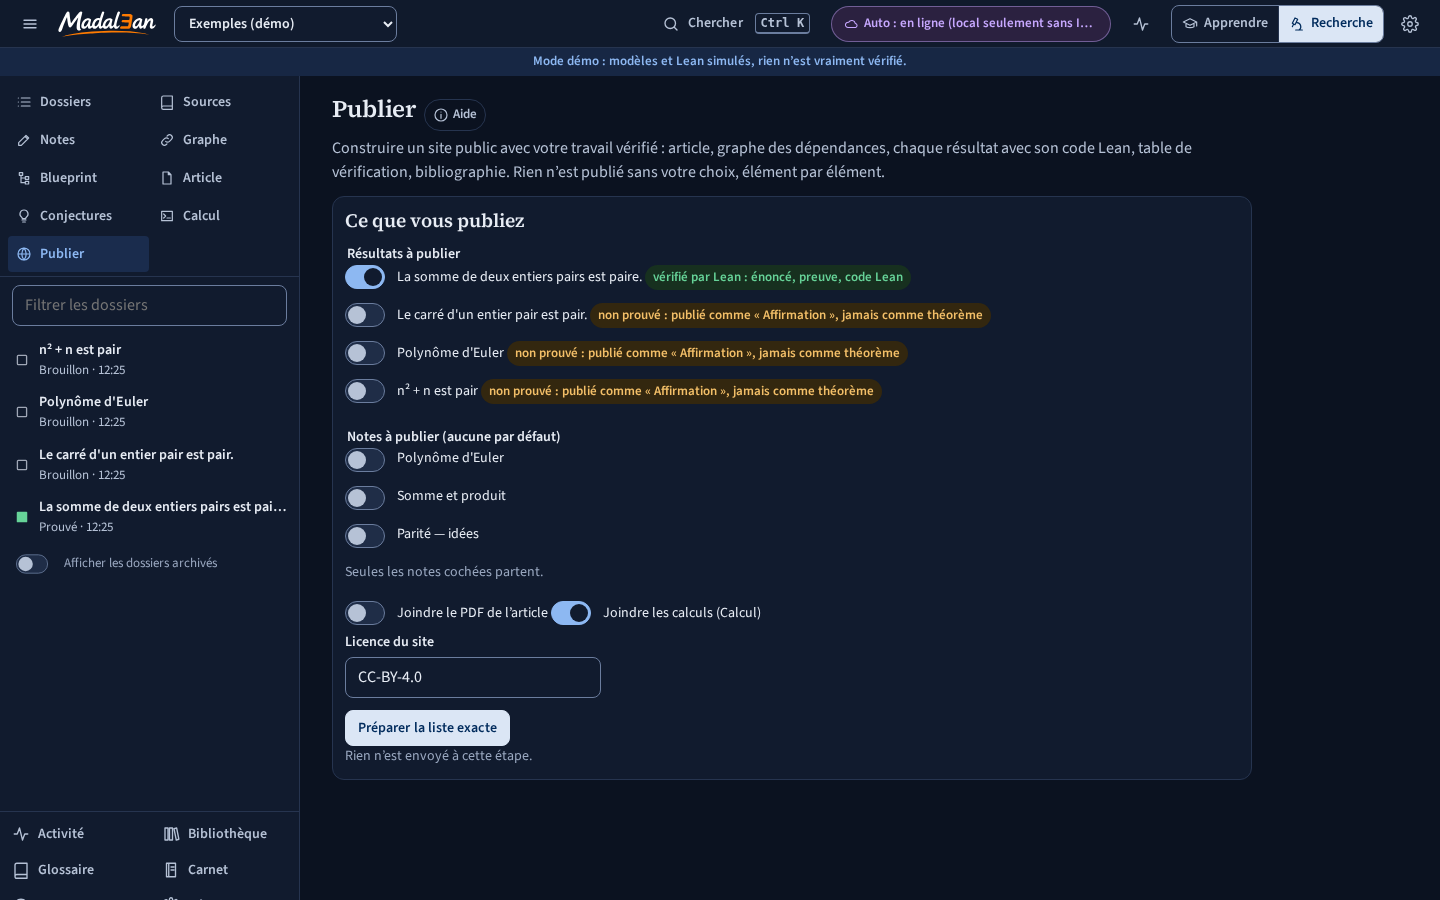 Madal3an
Exemples (démo)
Chercher
Ctrl K
Auto : en ligne (local seulement sans I…
Apprendre
Recherche
Mode démo : modèles et Lean simulés, rien n’est vraiment vérifié.
Dossiers
Sources
Notes
Graphe
Blueprint
Article
Conjectures
Calcul
Publier
Filtrer les dossiers
n² + n est pair
Brouillon · 12:25
Polynôme d'Euler
Brouillon · 12:25
Le carré d'un entier pair est pair.
Brouillon · 12:25
La somme de deux entiers pairs est pai…
Prouvé · 12:25
Afficher les dossiers archivés
Activité
Bibliothèque
Glossaire
Carnet
Publier
Aide
Construire un site public avec votre travail vérifié : article, graphe des dépendances, chaque résultat avec son code Lean, table de
vérification, bibliographie. Rien n’est publié sans votre choix, élément par élément.
Ce que vous publiez
Résultats à publier
La somme de deux entiers pairs est paire. vérifié par Lean : énoncé, preuve, code Lean
Le carré d'un entier pair est pair. non prouvé : publié comme « Affirmation », jamais comme théorème
Polynôme d'Euler non prouvé : publié comme « Affirmation », jamais comme théorème
n² + n est pair non prouvé : publié comme « Affirmation », jamais comme théorème
Notes à publier (aucune par défaut)
Polynôme d'Euler
Somme et produit
Parité — idées
Seules les notes cochées partent.
Joindre le PDF de l’article
Joindre les calculs (Calcul)
Licence du site
CC-BY-4.0
Préparer la liste exacte
Rien n’est envoyé à cette étape.